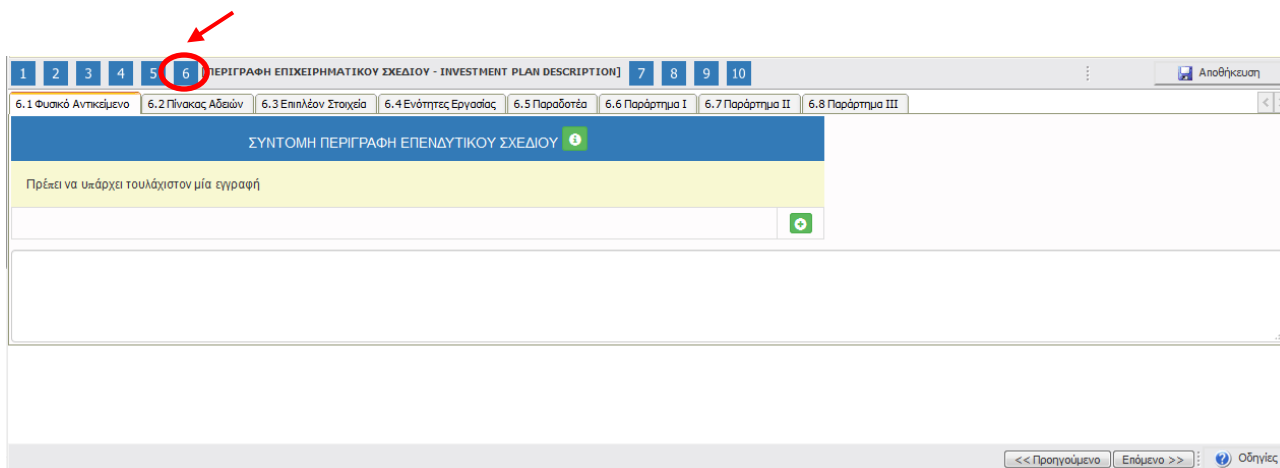 1 2 3 4 5 6 [ΠΕΡΙΓΡΑΦΗ ΕΠΙΧΕΙΡΗΜΑΤΙΚΟΥ ΣΧΕΔΙΟΥ - INVESTMENT PLAN DESCRIPTION] 7 8 9 10 Αποθήκευση
6.1 Φυσικό Αντικείμενο 6.2 Πίνακας Αδειών 6.3 Επιπλέον Στοιχεία 6.4 Ενότητες Εργασίας 6.5 Παραδοτέα 6.6 Παράρτημα I 6.7 Παράρτημα II 6.8 Παράρτημα III
ΣΥΝΤΟΜΗ ΠΕΡΙΓΡΑΦΗ ΕΠΕΝΔΥΤΙΚΟΥ ΣΧΕΔΙΟΥ
Πρέπει να υπάρχει τουλάχιστον μία εγγραφή
<< Προηγούμενο Επόμενο >> Οδηγίες